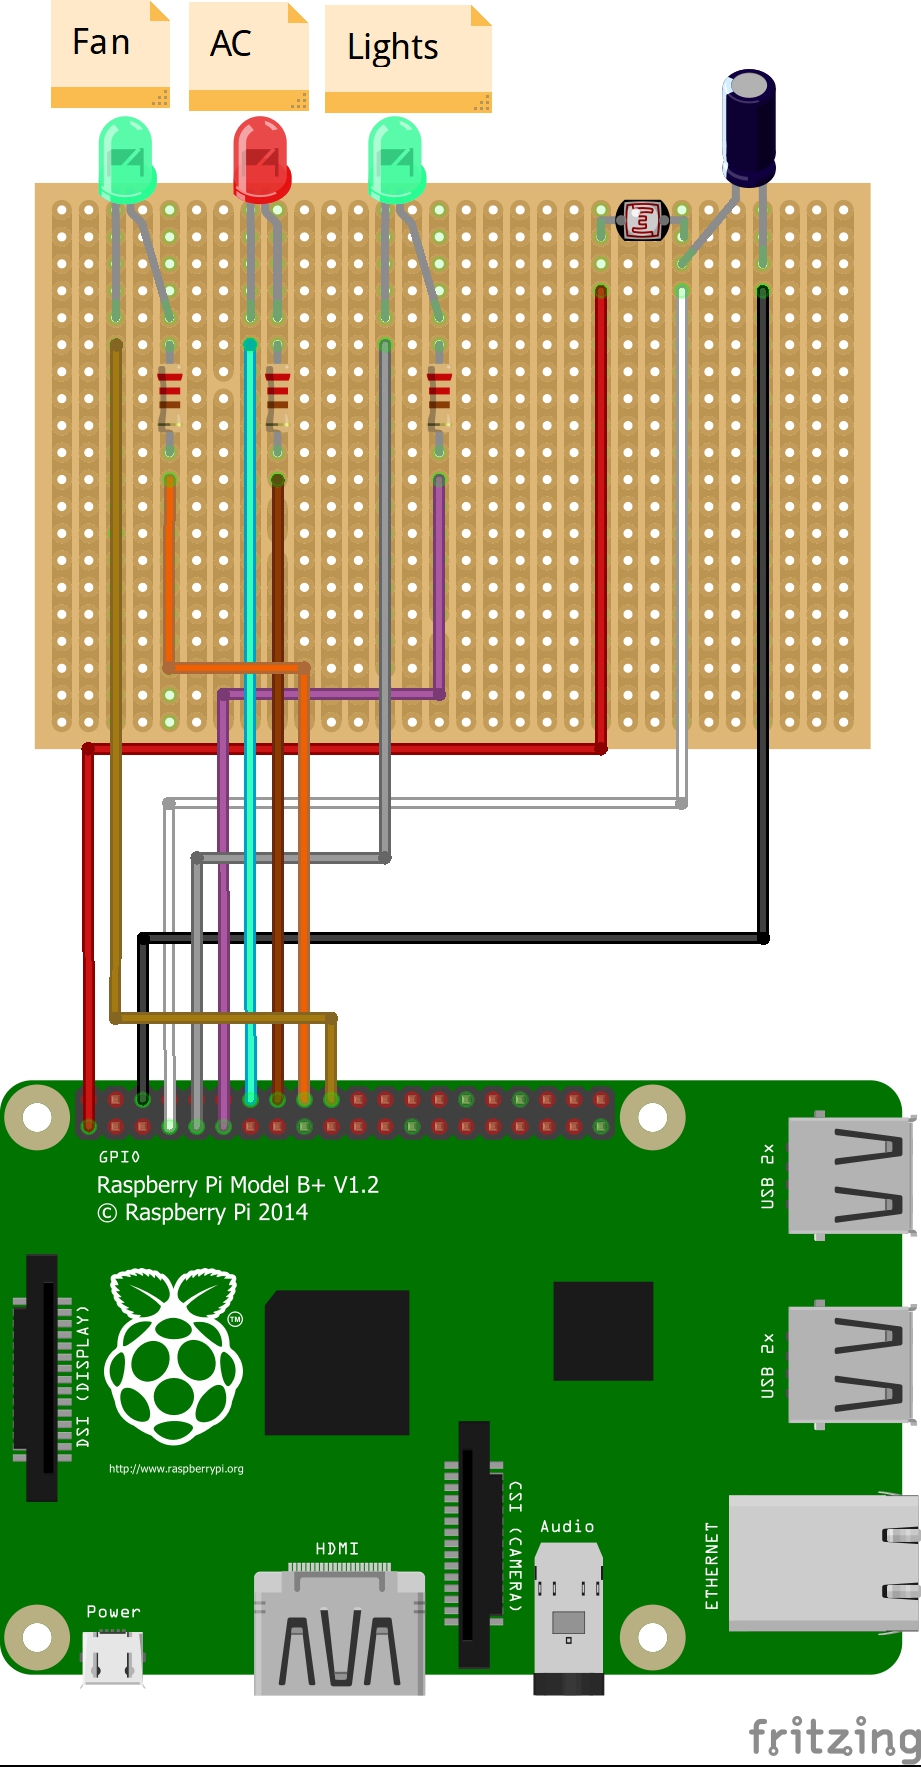 Fan
AC
Lights
GPIO
Raspberry Pi Model B+ V1.2
© Raspberry Pi 2014
USB 2x
DSI (DISPLAY)
TM
USB 2x
http://www.raspberrypi.org
CSI (CAMERA)
Audio
ETHERNET
HDMI
Power
fritzing